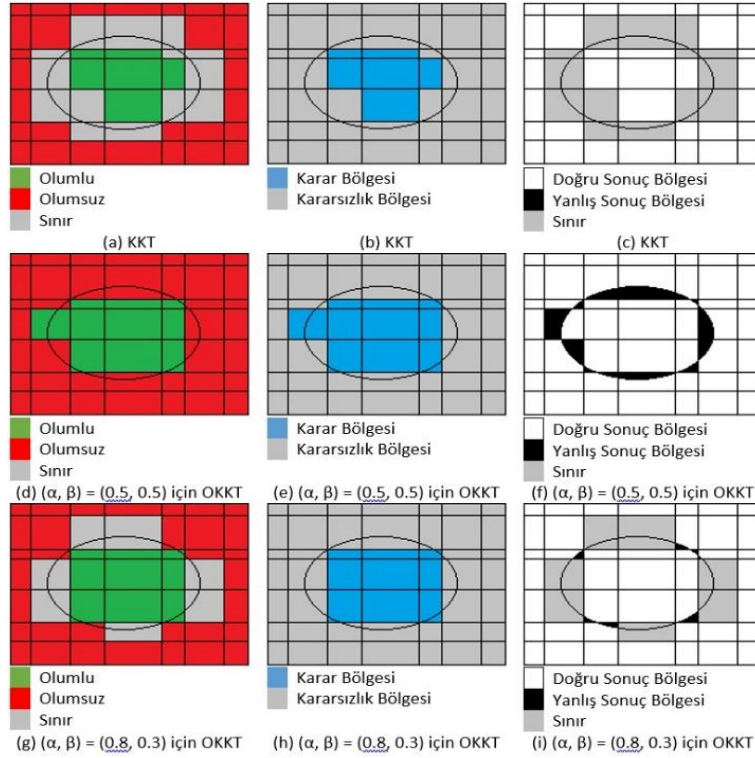 Olumlu
Olumsuz
Sınır
(a) KKT
Karar Bölgesi
Kararsızlık Bölgesi
(b) KKT
Doğru Sonuç Bölgesi
Yanlış Sonuç Bölgesi
Sınır
(c) KKT
Olumlu
Olumsuz
Sınır
(d) (α, β) = (0.5, 0.5) için OKKT
Karar Bölgesi
Kararsızlık Bölgesi
(e) (α, β) = (0.5, 0.5) için OKKT
Doğru Sonuç Bölgesi
Yanlış Sonuç Bölgesi
Sınır
(f) (α, β) = (0.5, 0.5) için OKKT
Olumlu
Olumsuz
Sınır
(g) (α, β) = (0.8, 0.3) için OKKT
Karar Bölgesi
Kararsızlık Bölgesi
(h) (α, β) = (0.8, 0.3) için OKKT
Doğru Sonuç Bölgesi
Yanlış Sonuç Bölgesi
Sınır
(i) (α, β) = (0.8, 0.3) için OKKT